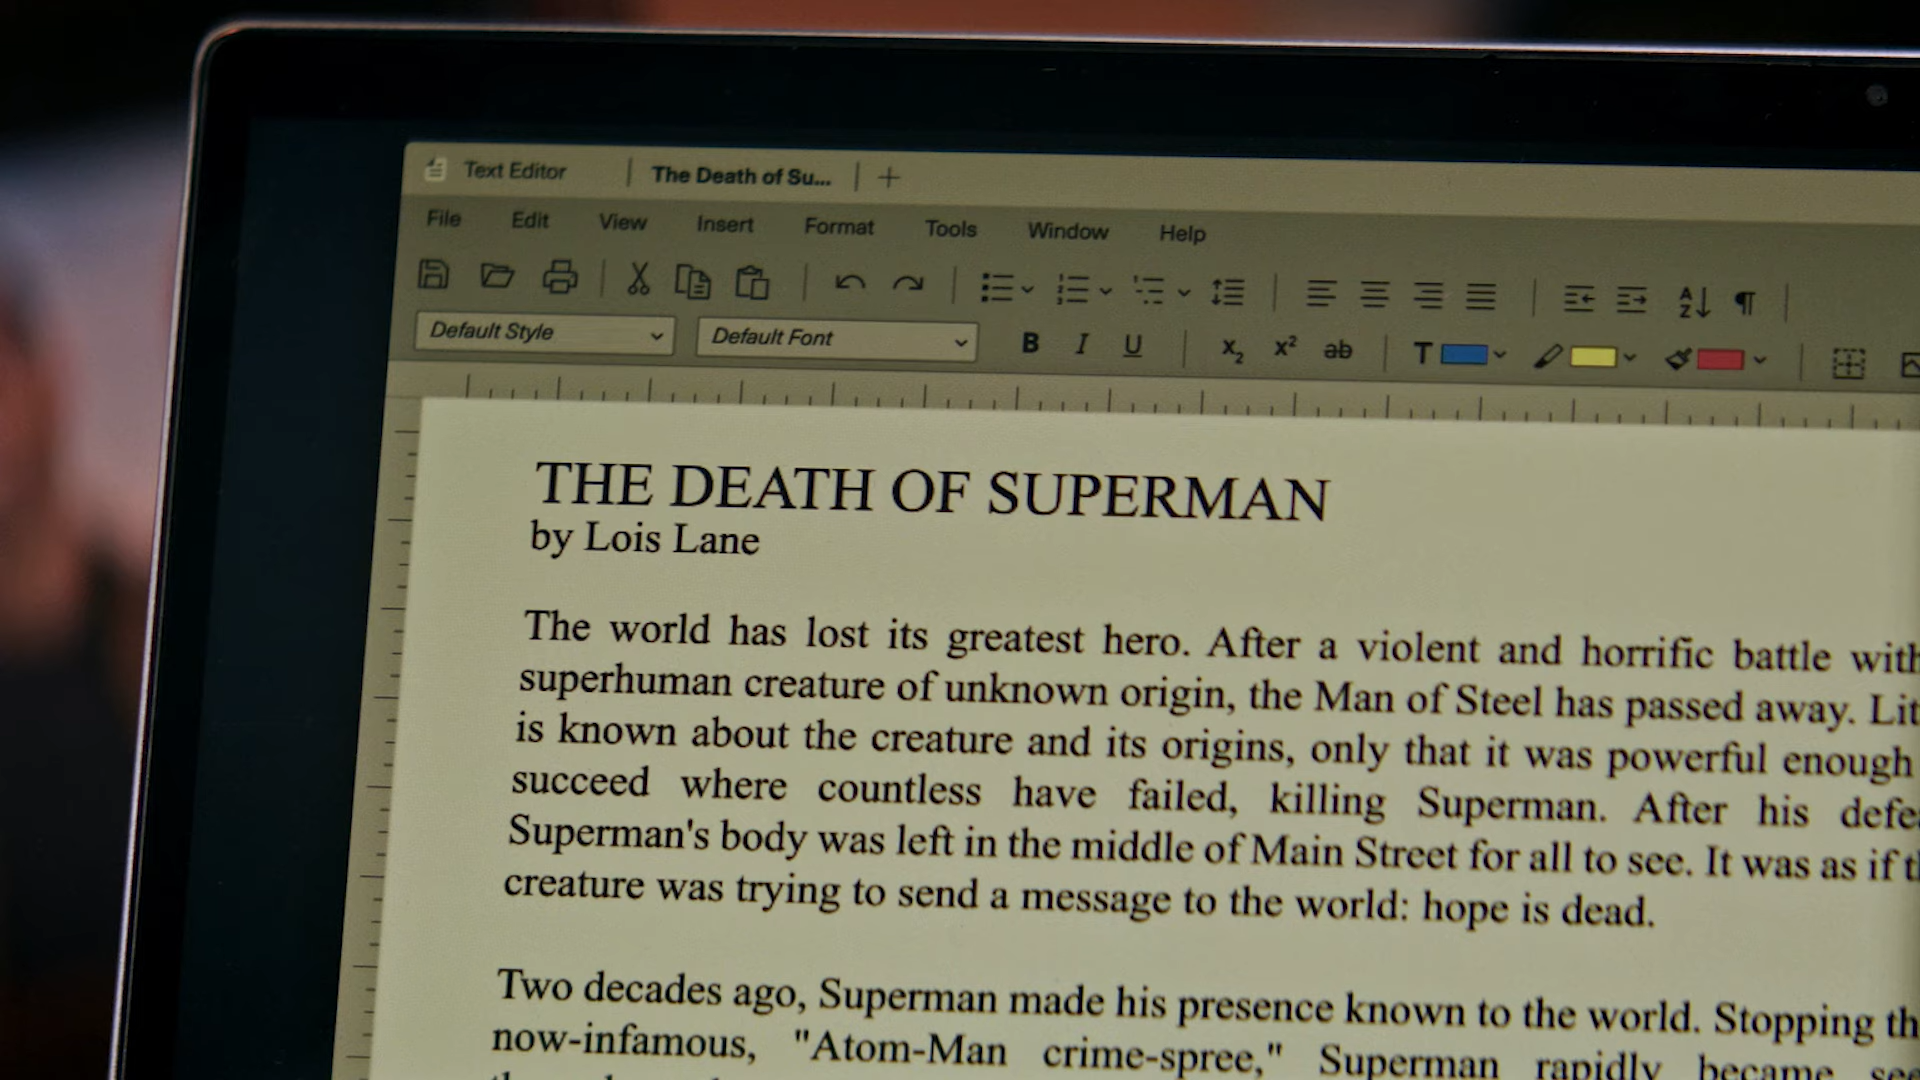 Text Editor | The Death of Su... | +
File Edit View Insert Format Tools Window Help
Default Style Default Font B I U X₂ X² ab T
THE DEATH OF SUPERMAN
by Lois Lane
The world has lost its greatest hero. After a violent and horrific battle with
superhuman creature of unknown origin, the Man of Steel has passed away.
is known about the creature and its origins, only that it was powerful enough
succeed where countless have failed, killing Superman. After his
Superman's body was left in the middle of Main Street for all to see. It was as if
creature was trying to send a message to the world: hope is dead.
Two decades ago, Superman made his presence known to the world. Stopping
now-infamous, "Atom-Man crime-spree," Superman rapidly became